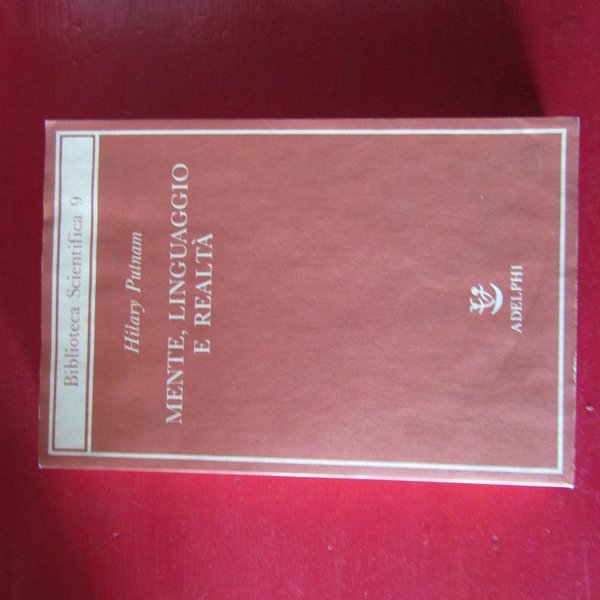 Biblioteca Scientifica 9
Hilary Putnam
MENTE, LINGUAGGIO
E REALTÀ
ADELPHI